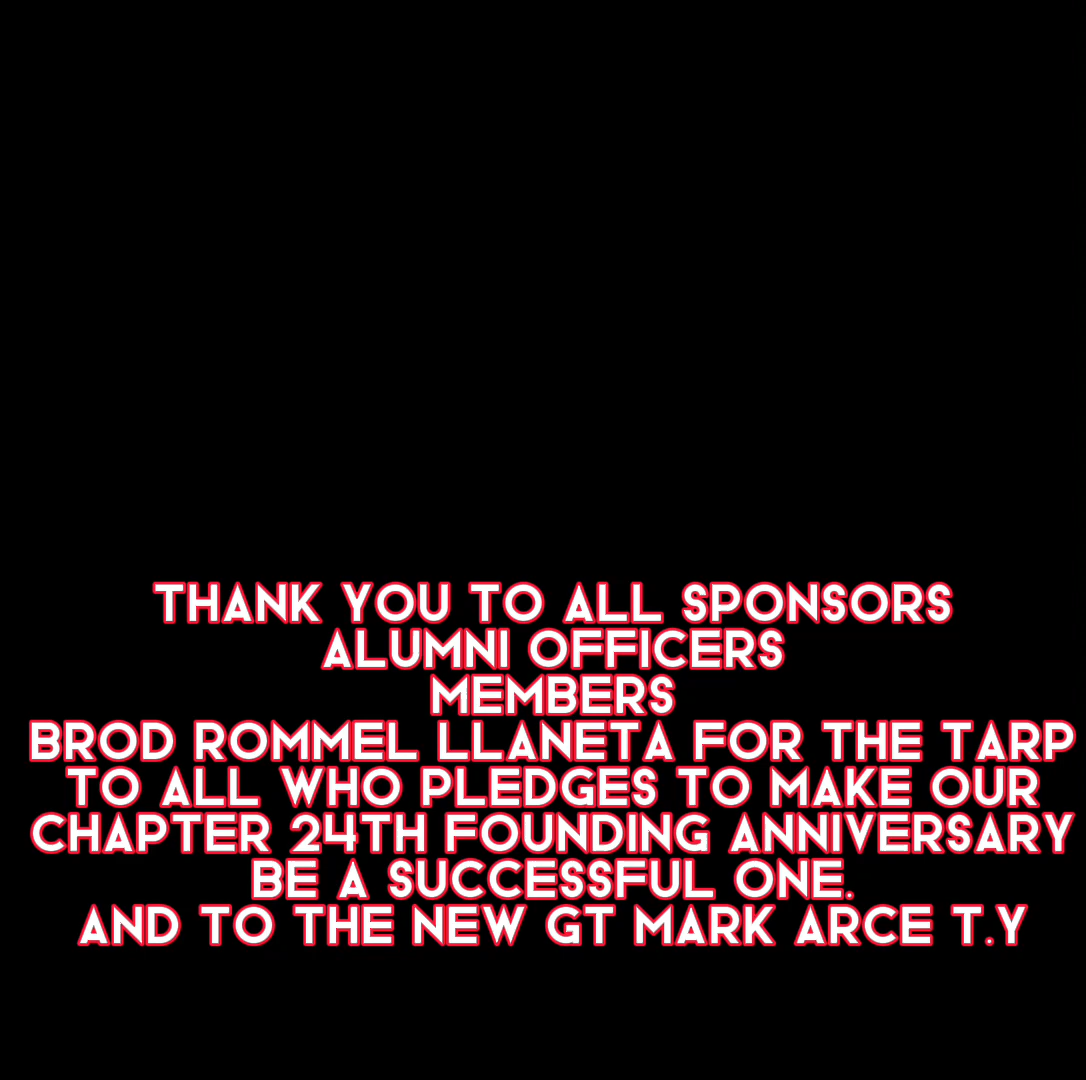 THANK YOU TO ALL SPONSORS
ALUMNI OFFICERS
MEMBERS
BROD ROMMEL LLANETA FOR THE TARP
TO ALL WHO PLEDGES TO MAKE OUR
CHAPTER 24TH FOUNDING ANNIVERSARY
BE A SUCCESSFUL ONE.
AND TO THE NEW GT MARK ARCE T.Y